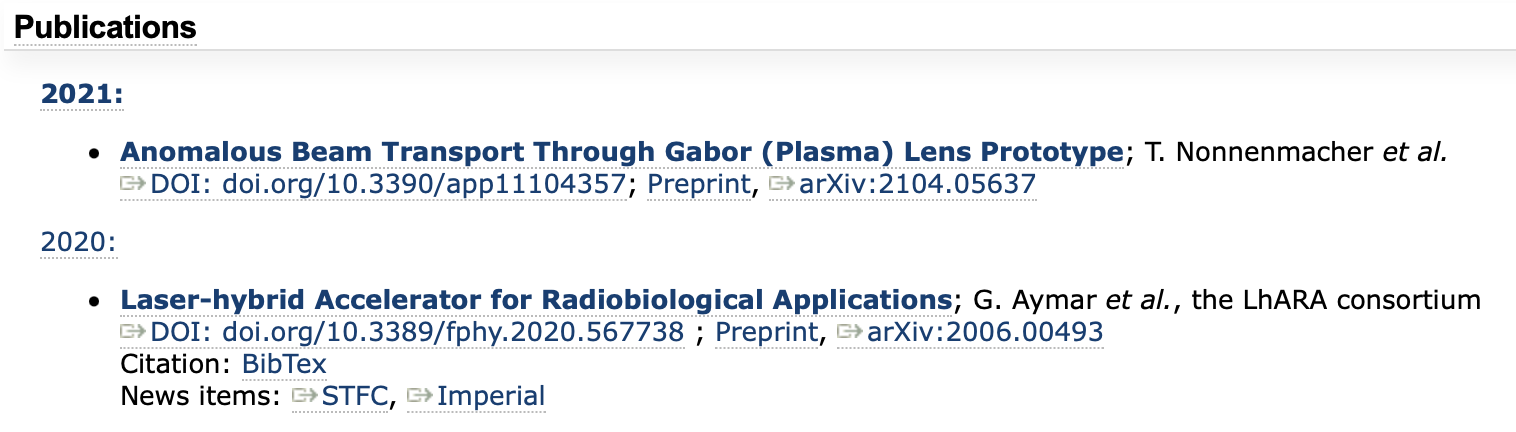 Publications
2021:
• Anomalous Beam Transport Through Gabor (Plasma) Lens Prototype; T. Nonnenmacher et al.
DOI: doi.org/10.3390/app11104357; Preprint, arXiv:2104.05637
2020:
• Laser-hybrid Accelerator for Radiobiological Applications; G. Aymar et al., the LhARA consortium
DOI: doi.org/10.3389/fphy.2020.567738 ; Preprint, arXiv:2006.00493
Citation: BibTex
News items: STFC, Imperial